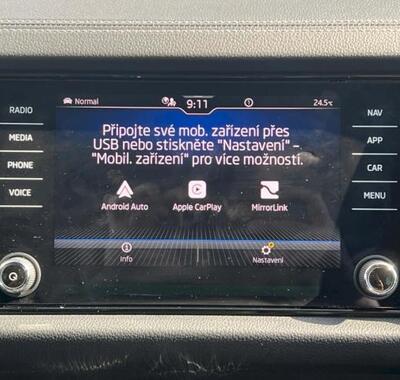 RADIO
MEDIA
PHONE
VOICE
Normal
9:11
24.5°C
Připojte své mob. zařízení přes
USB nebo stiskněte "Nastavení" –
"Mobil. zařízení" pro více možností.
Android Auto
Apple CarPlay
MirrorLink
Info
Nastavení
NAV
APP
CAR
MENU